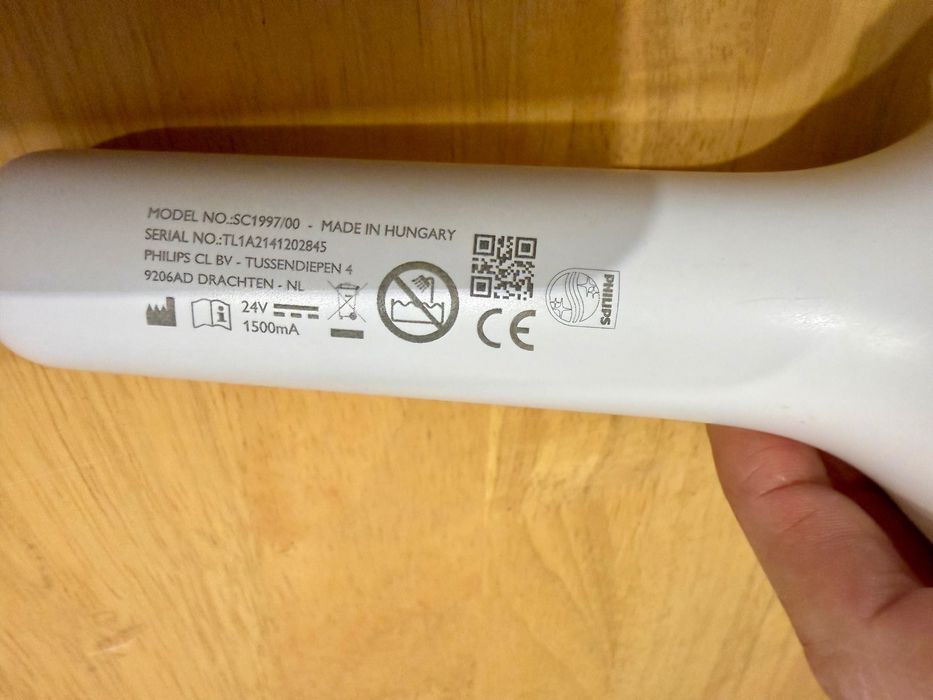 MODEL NO.:SC1997/00 - MADE IN HUNGARY
SERIAL NO.:TL1A2141202845
PHILIPS CL BV - TUSSENDIEPEN 4
9206AD DRACHTEN - NL
24V
1500mA
CE
PHILIPS